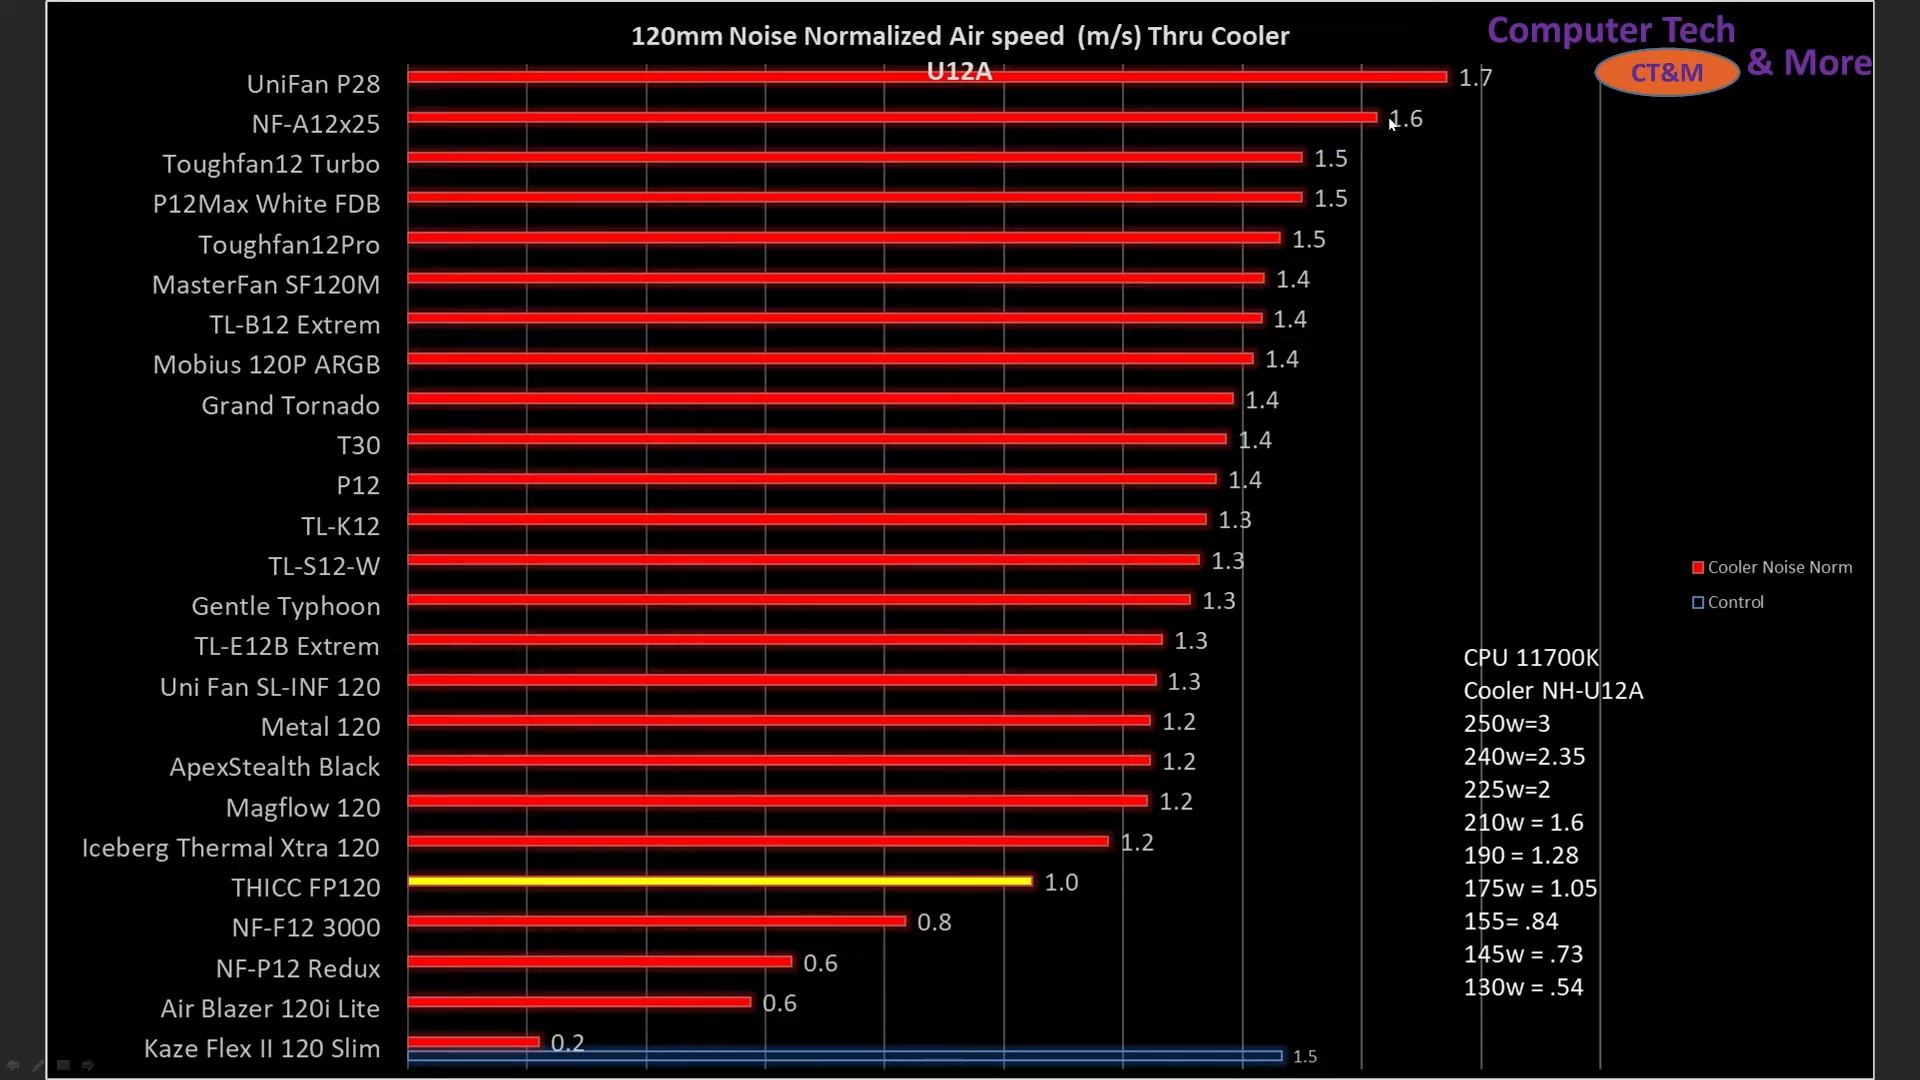 120mm Noise Normalized Air speed (m/s) Thru Cooler
U12A
Computer Tech
CT&M & More
UniFan P28 1.7
NF-A12x25 1.6
Toughfan12 Turbo 1.5
P12Max White FDB 1.5
Toughfan12Pro 1.5
MasterFan SF120M 1.4
TL-B12 Extrem 1.4
Mobius 120P ARGB 1.4
Grand Tornado 1.4
T30 1.4
P12 1.4
TL-K12 1.3
TL-S12-W 1.3
Gentle Typhoon 1.3
TL-E12B Extrem 1.3
Uni Fan SL-INF 120 1.3
Metal 120 1.2
ApexStealth Black 1.2
Magflow 120 1.2
Iceberg Thermal Xtra 120 1.2
THICC FP120 1.0
NF-F12 3000 0.8
NF-P12 Redux 0.6
Air Blazer 120i Lite 0.6
Kaze Flex II 120 Slim 0.2
1.5
Cooler Noise Norm
Control
CPU 11700K
Cooler NH-U12A
250w=3
240w=2.35
225w=2
210w = 1.6
190 = 1.28
175w = 1.05
155= .84
145w = .73
130w = .54